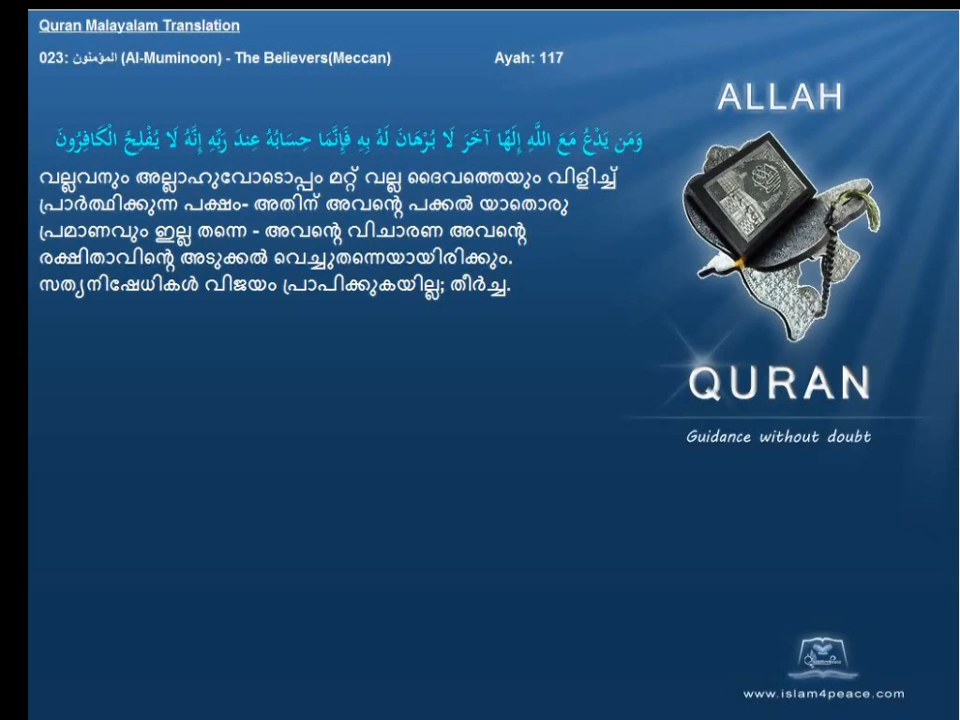 Quran Malayalam Translation
023: المؤمنون (Al-Muminoon) - The Believers(Meccan) Ayah: 117
وَمَن يَدْعُ مَعَ اللَّهِ إِلَهًا آخَرَ لَا بُرْهَانَ لَهُ بِهِ فَإِنَّمَا حِسَابُهُ عِندَ رَبِّهِ إِنَّهُ لَا يُفْلِحُ الْكَافِرُونَ
വല്ലവനും അല്ലാഹുവോടൊപ്പം മറ്റ് വല്ല ദൈവത്തെയും വിളിച്ച്
പ്രാര്‍ത്ഥിക്കുന്ന പക്ഷം- അതിന് അവന്‍റെ പക്കല്‍ യാതൊരു
പ്രമാണവും ഇല്ല തന്നെ - അവന്‍റെ വിചാരണ അവന്‍റെ
രക്ഷിതാവിന്‍റെ അടുക്കല്‍ വെച്ചുതന്നെയായിരിക്കും.
സത്യനിഷേധികള്‍ വിജയം പ്രാപിക്കുകയില്ല; തീര്‍ച്ച.
ALLAH
QURAN
Guidance without doubt
www.islam4peace.com